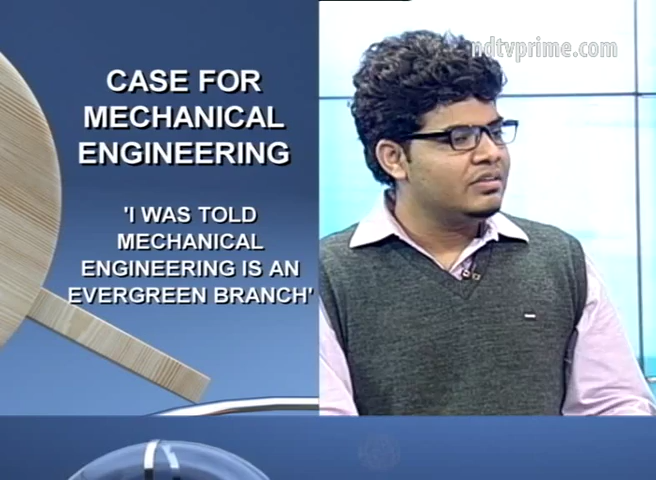 ndtvprime.com
CASE FOR
MECHANICAL
ENGINEERING
'I WAS TOLD
MECHANICAL
ENGINEERING IS AN
EVERGREEN BRANCH'